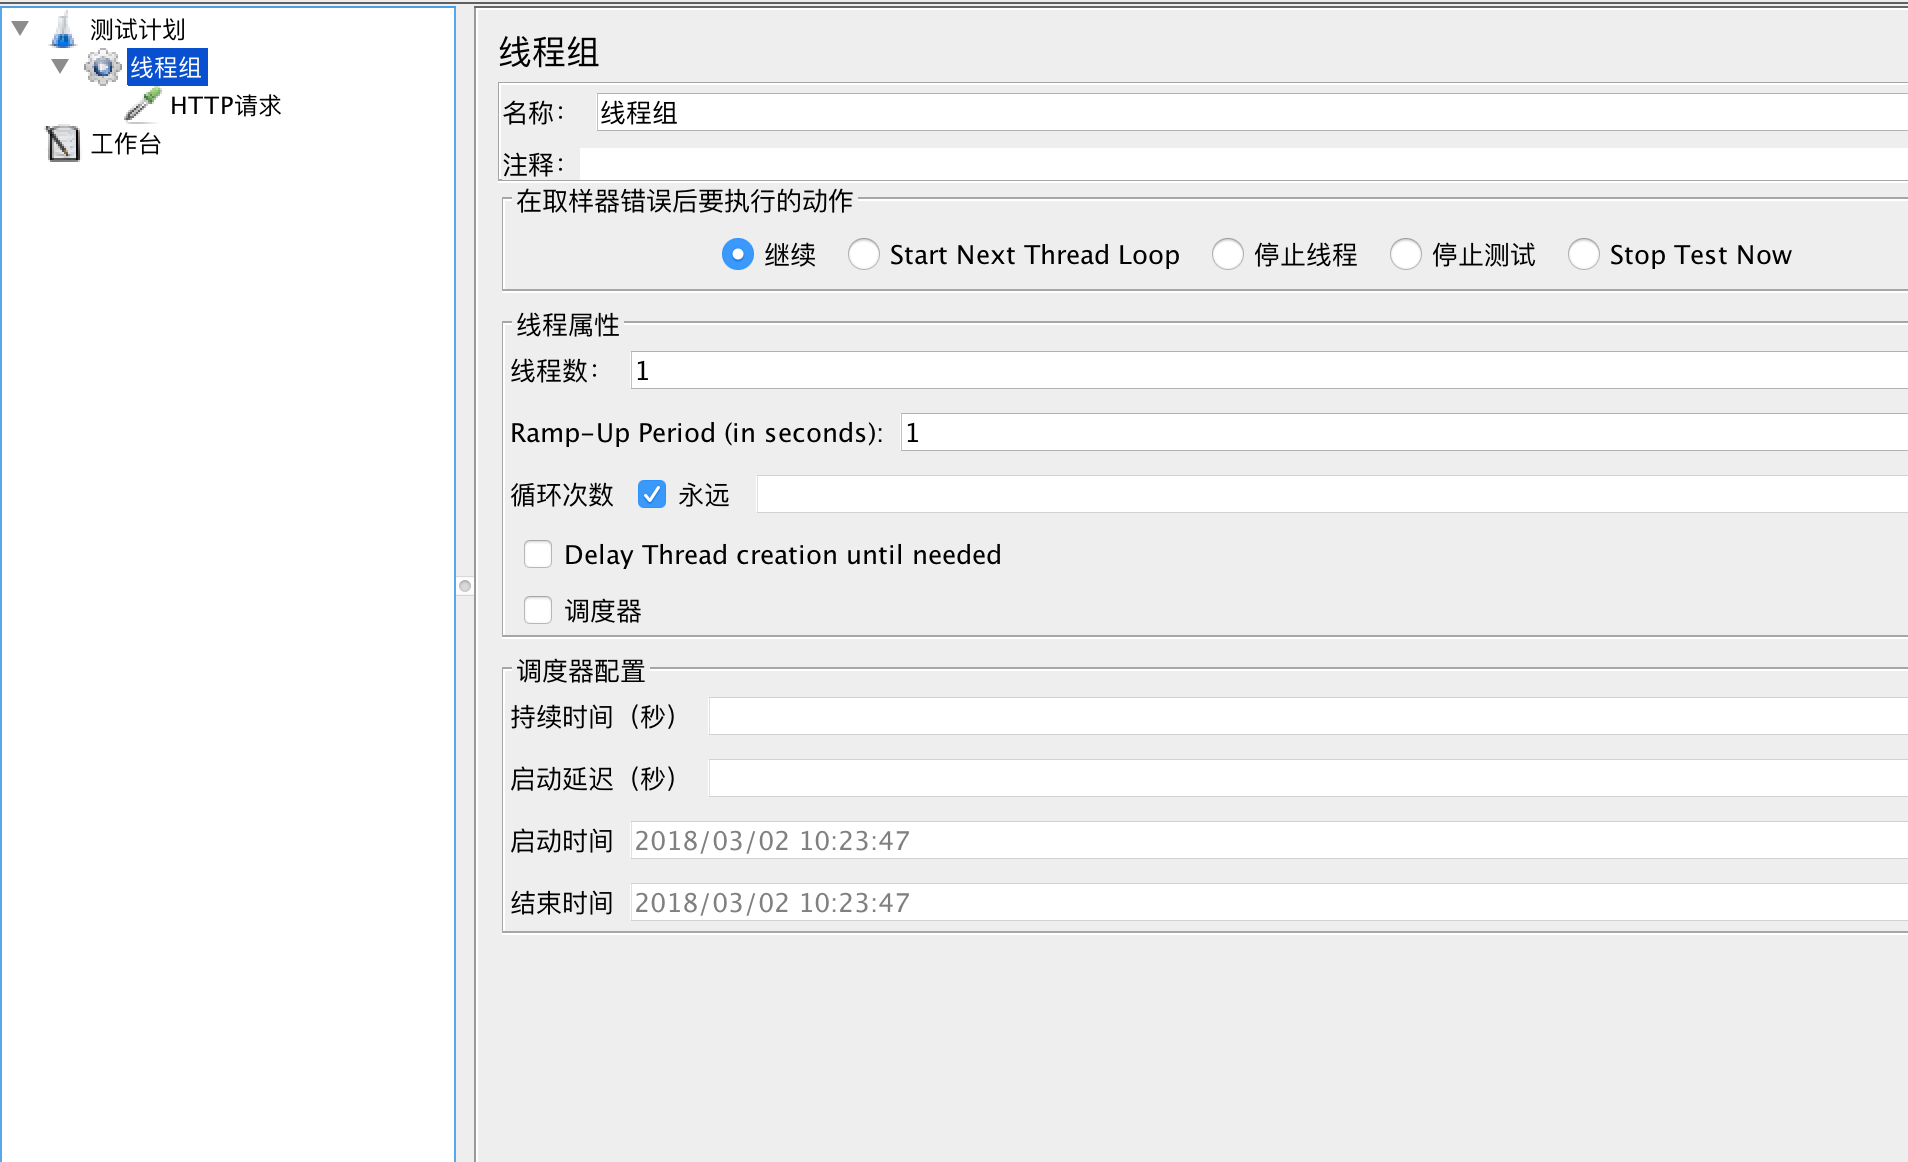 测试计划
线程组
HTTP请求
工作台
线程组
名称： 线程组
注释：
在取样器错误后要执行的动作
继续 Start Next Thread Loop 停止线程 停止测试 Stop Test Now
线程属性
线程数： 1
Ramp-Up Period (in seconds): 1
循环次数 永远
Delay Thread creation until needed
调度器
调度器配置
持续时间（秒）
启动延迟（秒）
启动时间 2018/03/02 10:23:47
结束时间 2018/03/02 10:23:47